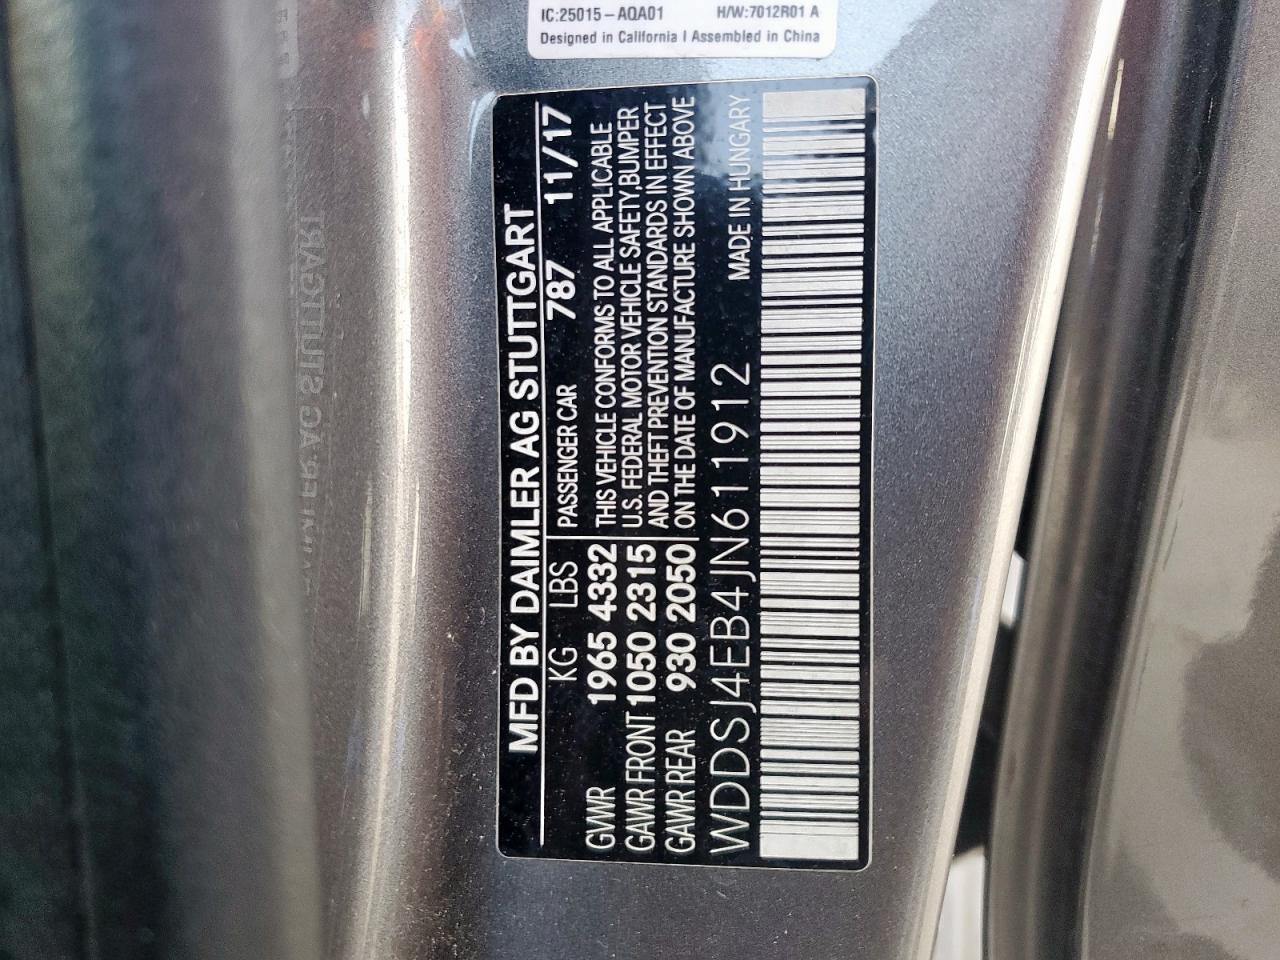 IC:25015-AQA01 H/W:7012R01 A
Designed in California | Assembled in China
MFD BY DAIMLER AG STUTTGART
KG LBS PASSENGER CAR 787 11/17
GVWR 1965 4332 THIS VEHICLE CONFORMS TO ALL APPLICABLE
GAWR FRONT 1050 2315 U.S. FEDERAL MOTOR VEHICLE SAFETY,BUMPER
AND THEFT PREVENTION STANDARDS IN EFFECT
GAWR REAR 930 2050 ON THE DATE OF MANUFACTURE SHOWN ABOVE
WDDSJ4EB4JN611912 MADE IN HUNGARY